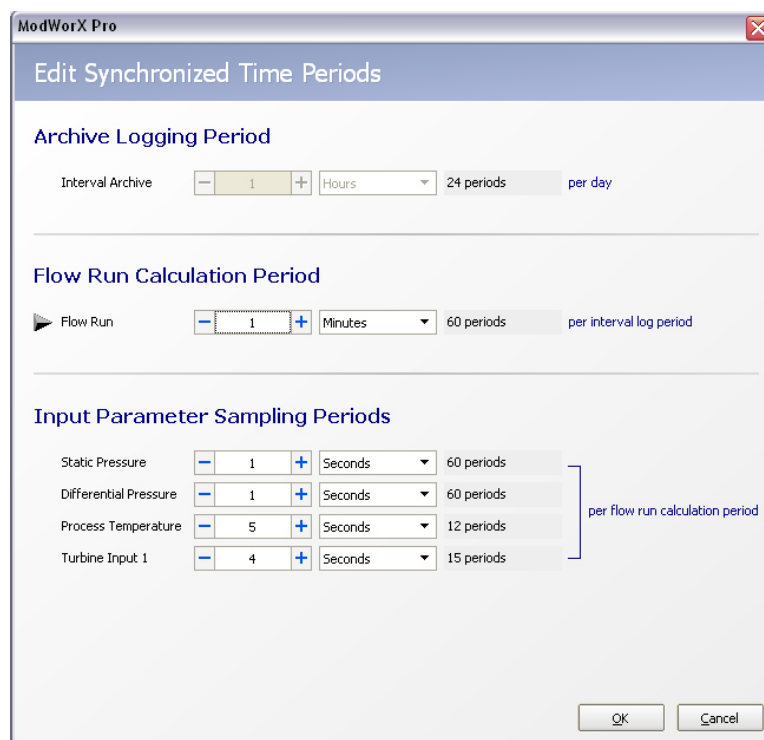 ModWorX Pro
Edit Synchronized Time Periods
Archive Logging Period
Interval Archive − 1 + Hours 24 periods per day
Flow Run Calculation Period
Flow Run − 1 + Minutes 60 periods per interval log period
Input Parameter Sampling Periods
Static Pressure − 1 + Seconds 60 periods
Differential Pressure − 1 + Seconds 60 periods
per flow run calculation period
Process Temperature − 5 + Seconds 12 periods
Turbine Input 1 − 4 + Seconds 15 periods
OK Cancel